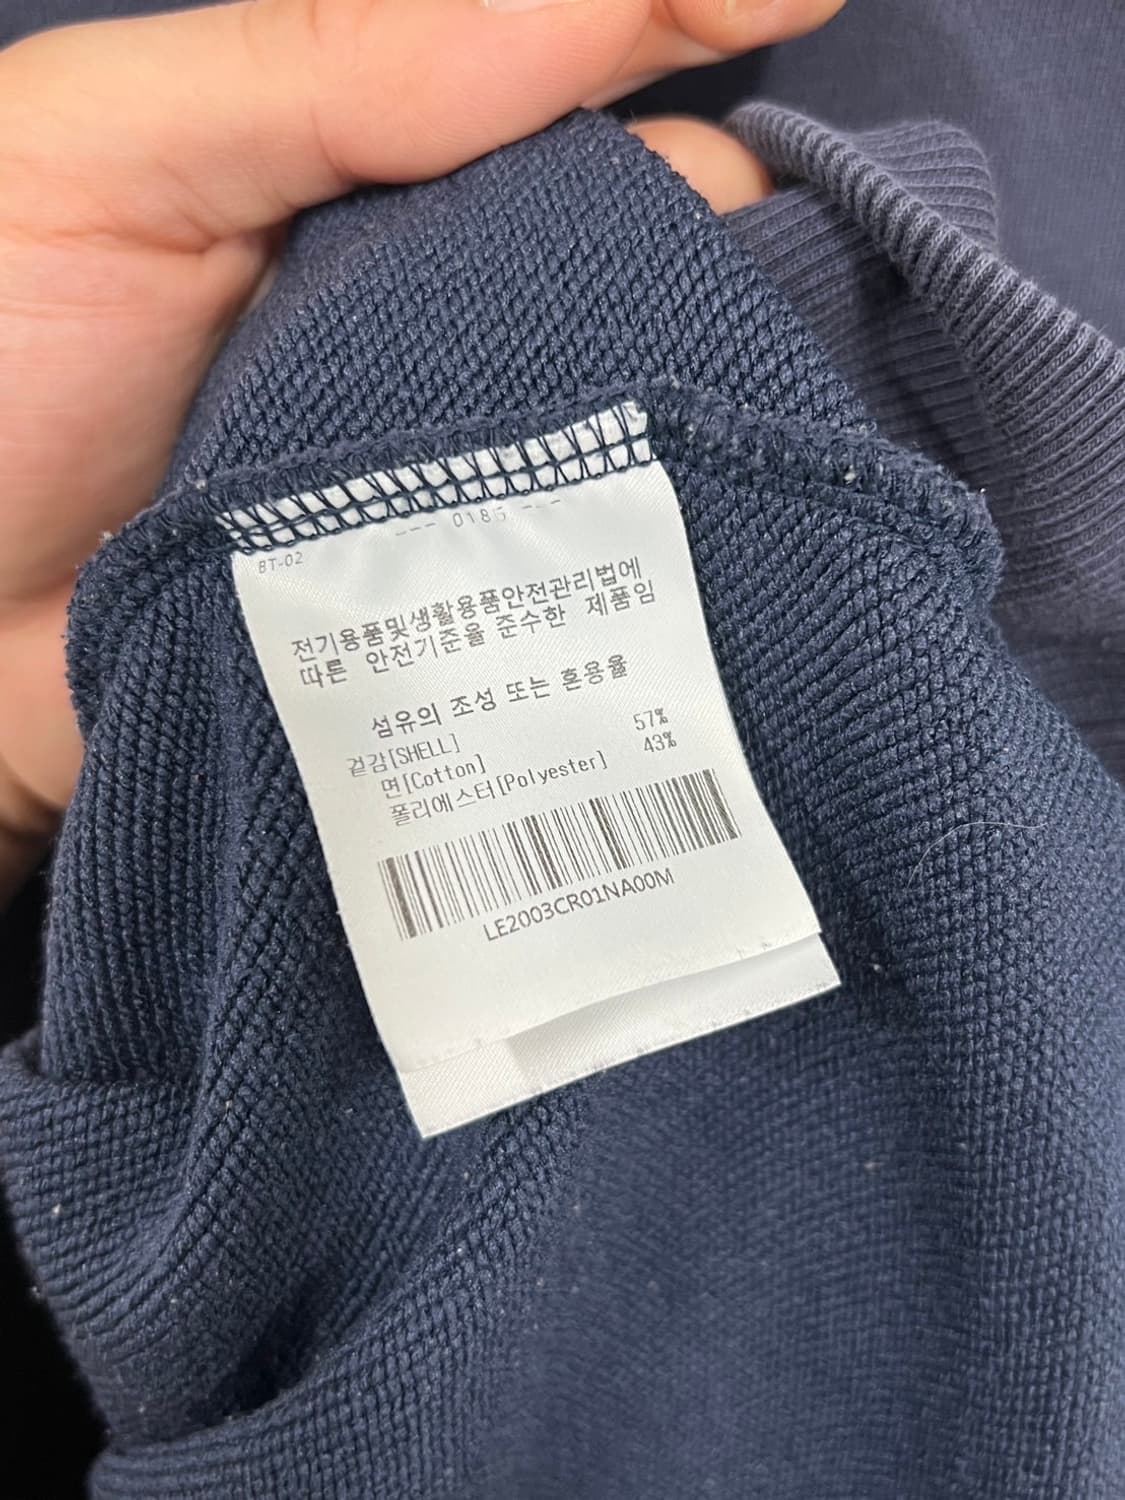 BT-02
전기용품및생활용품안전관리법에
따른 안전기준을 준수한 제품임
섬유의 조성 또는 혼용율
겉감[SHELL]
면[Cotton] 57%
폴리에스터[Polyester] 43%
LE2003CR01NA00M